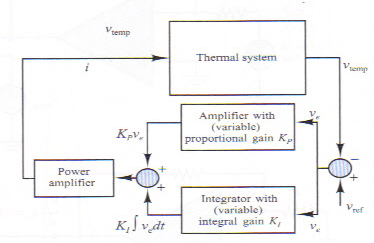 v_temp
Thermal system
i
v_temp
Amplifier with
(variable)
proportional gain K_P
v_e
K_P v_e
−
+
+
+
Power
amplifier
Integrator with
(variable)
integral gain K_I
v_ref
K_I ∫ v_e dt
v_e